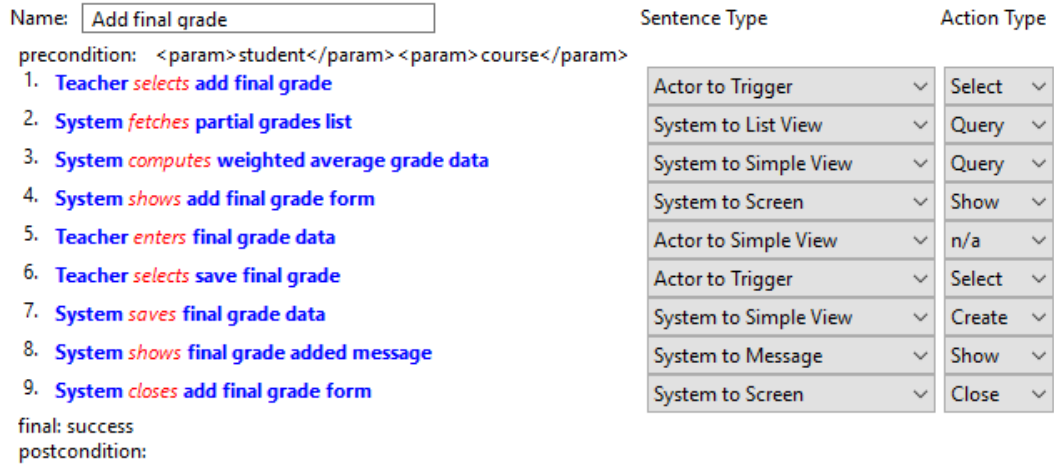 Name: Add final grade Sentence Type Action Type
precondition: <param>student</param><param>course</param>
1. Teacher selects add final grade Actor to Trigger Select
2. System fetches partial grades list System to List View Query
3. System computes weighted average grade data System to Simple View Query
4. System shows add final grade form System to Screen Show
5. Teacher enters final grade data Actor to Simple View n/a
6. Teacher selects save final grade Actor to Trigger Select
7. System saves final grade data System to Simple View Create
8. System shows final grade added message System to Message Show
9. System closes add final grade form System to Screen Close
final: success
postcondition: